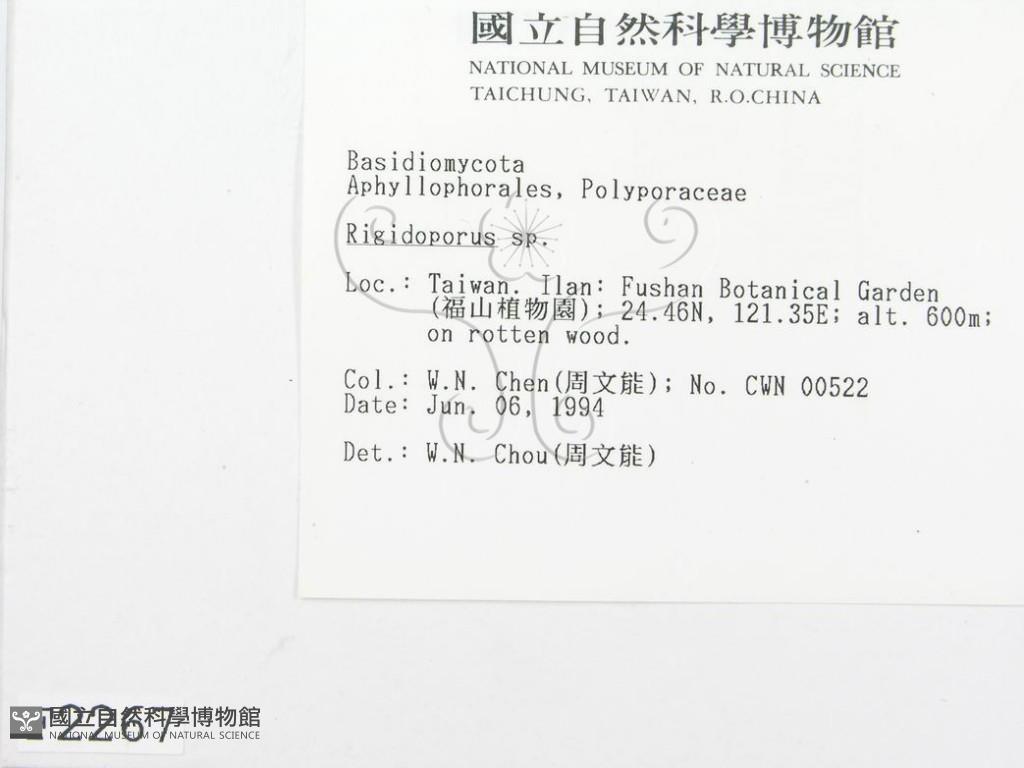 國立自然科學博物館
NATIONAL MUSEUM OF NATURAL SCIENCE
TAICHUNG, TAIWAN, R.O.CHINA
Basidiomycota
Aphyllophorales, Polyporaceae
Rigidoporus sp.
Loc.: Taiwan. Ilan: Fushan Botanical Garden
(福山植物園); 24.46N, 121.35E; alt. 600m;
on rotten wood.
Col.: W.N. Chen(周文能); No. CWN 00522
Date: Jun. 06, 1994
Det.: W.N. Chou(周文能)
國立自然科學博物館
NATIONAL MUSEUM OF NATURAL SCIENCE
2267